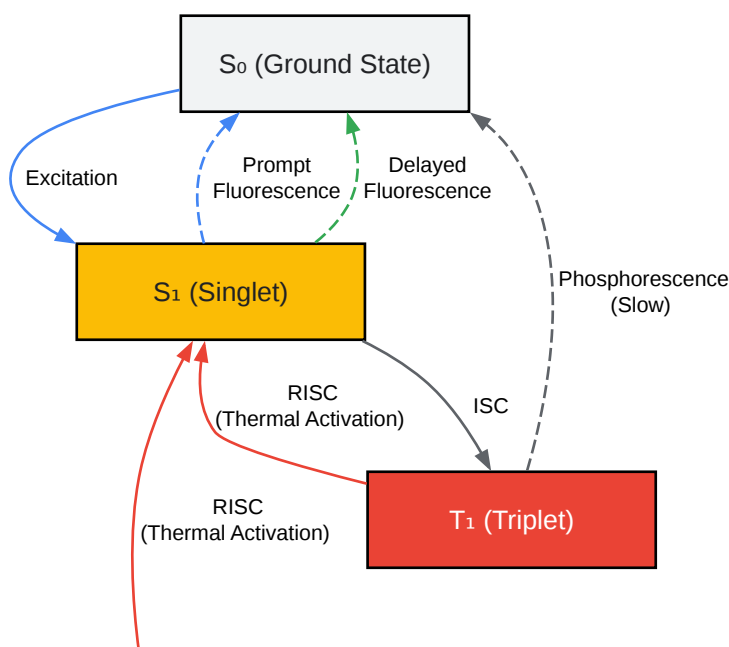 S₀ (Ground State)
Excitation
Prompt
Fluorescence
Delayed
Fluorescence
S₁ (Singlet)
Phosphorescence
(Slow)
RISC
(Thermal Activation)
ISC
RISC
(Thermal Activation)
T₁ (Triplet)